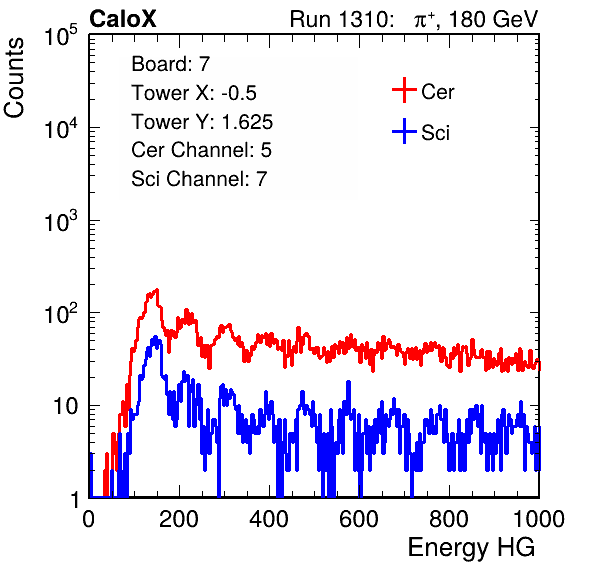 CaloX Run 1310: π⁺, 180 GeV
Counts
Board: 7
Tower X: -0.5
Tower Y: 1.625
Cer Channel: 5
Sci Channel: 7
Cer
Sci
10⁵
10⁴
10³
10²
10
1
0 200 400 600 800 1000
Energy HG